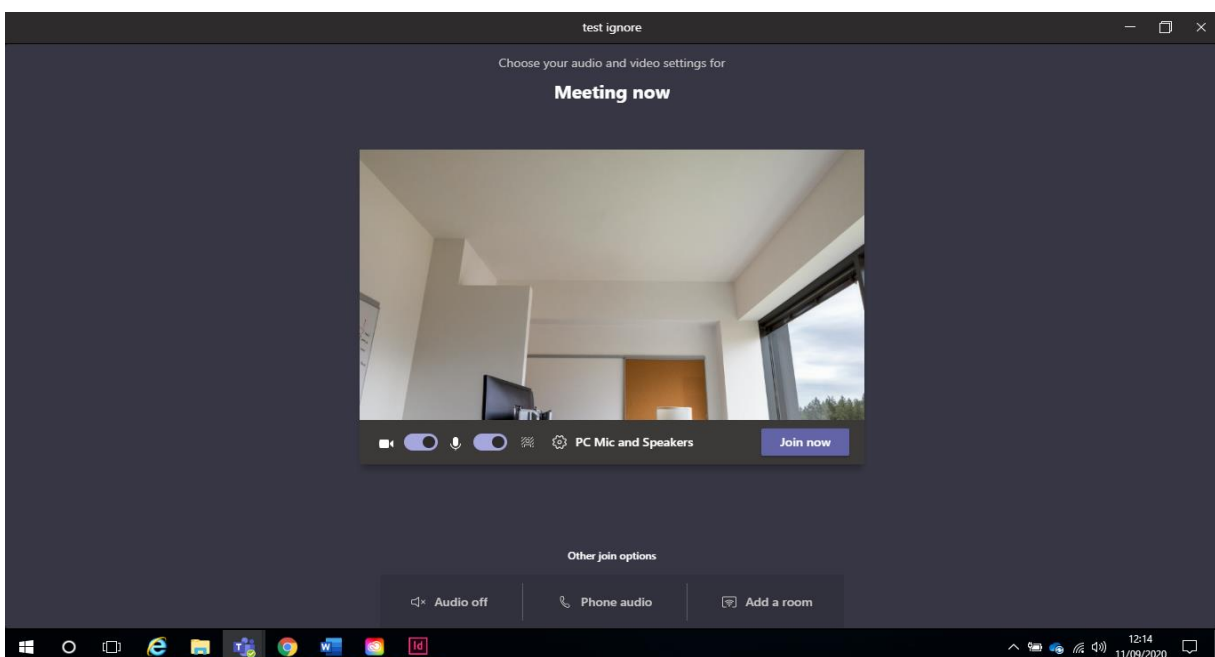 test ignore
Choose your audio and video settings for
Meeting now
PC Mic and Speakers
Join now
Other join options
Audio off
Phone audio
Add a room
Id
12:14
11/09/2020